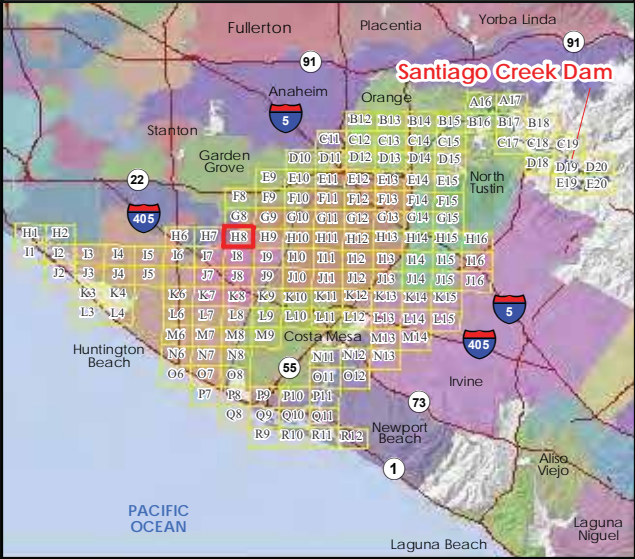 Fullerton
Placentia
Yorba Linda
91
91
Santiago Creek Dam
Anaheim
Orange
A16 A17
5
B12 B13 B14 B15 B16 B17 B18
Stanton
C11 C12 C13 C14 C15 C17 C18 C19
Garden
Grove
D10 D11 D12 D13 D14 D15 D18 D19 D20
22
E9 E10 E11 E12 E13 E14 E15 E19 E20
North
Tustin
F8 F9 F10 F11 F12 F13 F14 F15
405
G8 G9 G10 G11 G12 G13 G14 G15
H1 H2 H6 H7 H8 H9 H10 H11 H12 H13 H14 H15 H16
I1 I2 I3 I4 I5 I6 I7 I8 I9 I10 I11 I12 I13 I14 I15 I16
J2 J3 J4 J5 J7 J8 J9 J10 J11 J12 J13 J14 J15 J16
K3 K4 K6 K7 K8 K9 K10 K11 K12 K13 K14 K15
5
L3 L4 L6 L7 L8 L9 L10 L11 L12 L13 L14 L15
M6 M7 M8 M9 Costa Mesa M13 M14
405
Huntington
Beach
N6 N7 N8 N11 N12 N13
55
O6 O7 O8 O11 O12
Irvine
P7 P8 P9 P10 P11
73
Q8 Q9 Q10 Q11
Newport
Beach
R9 R10 R11 R12
1
Aliso
Viejo
PACIFIC
OCEAN
Laguna
Niguel
Laguna Beach